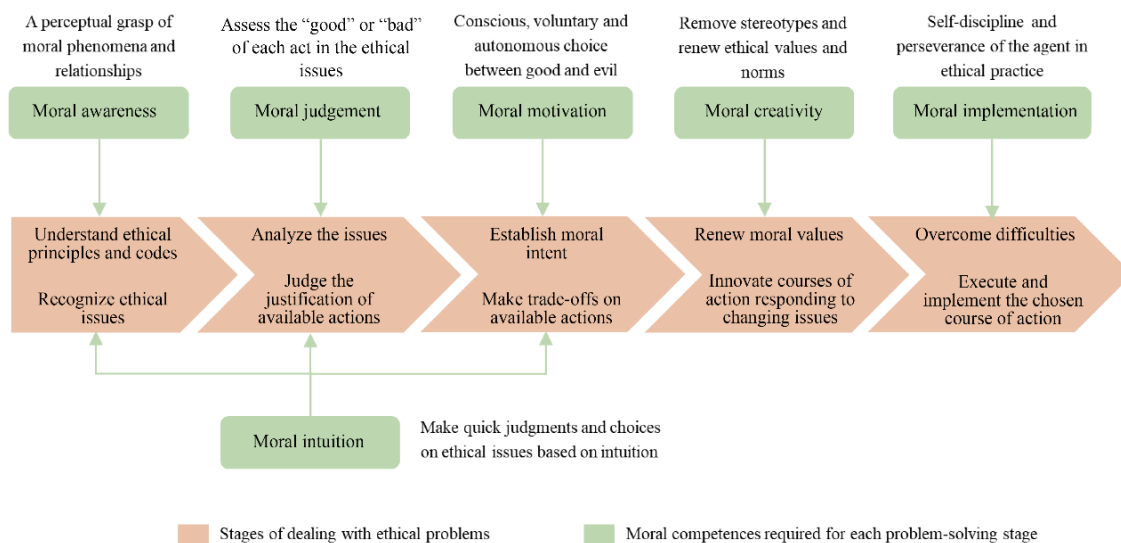 A perceptual grasp of
moral phenomena and
relationships
Assess the “good” or “bad”
of each act in the ethical
issues
Conscious, voluntary and
autonomous choice
between good and evil
Remove stereotypes and
renew ethical values and
norms
Self-discipline and
perseverance of the agent in
ethical practice
Moral awareness
Moral judgement
Moral motivation
Moral creativity
Moral implementation
Understand ethical
principles and codes
Recognize ethical
issues
Analyze the issues
Judge the
justification of
available actions
Establish moral
intent
Make trade-offs on
available actions
Renew moral values
Innovate courses of
action responding to
changing issues
Overcome difficulties
Execute and
implement the chosen
course of action
Moral intuition
Make quick judgments and choices
on ethical issues based on intuition
Stages of dealing with ethical problems
Moral competences required for each problem-solving stage